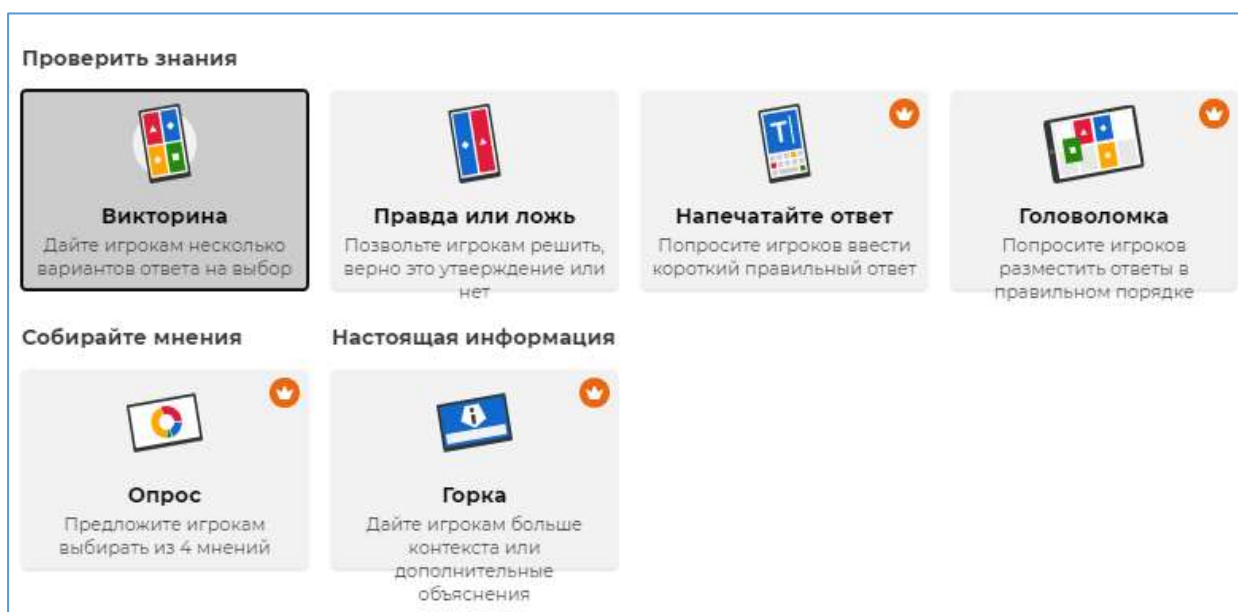 Проверить знания
Викторина
Дайте игрокам несколько
вариантов ответа на выбор
Правда или ложь
Позвольте игрокам решить,
верно это утверждение или
нет
T
Напечатайте ответ
Попросите игроков ввести
короткий правильный ответ
Головоломка
Попросите игроков
разместить ответы в
правильном порядке
Собирайте мнения
Опрос
Предложите игрокам
выбирать из 4 мнений
Настоящая информация
i
Горка
Дайте игрокам больше
контекста или
дополнительные
объяснения